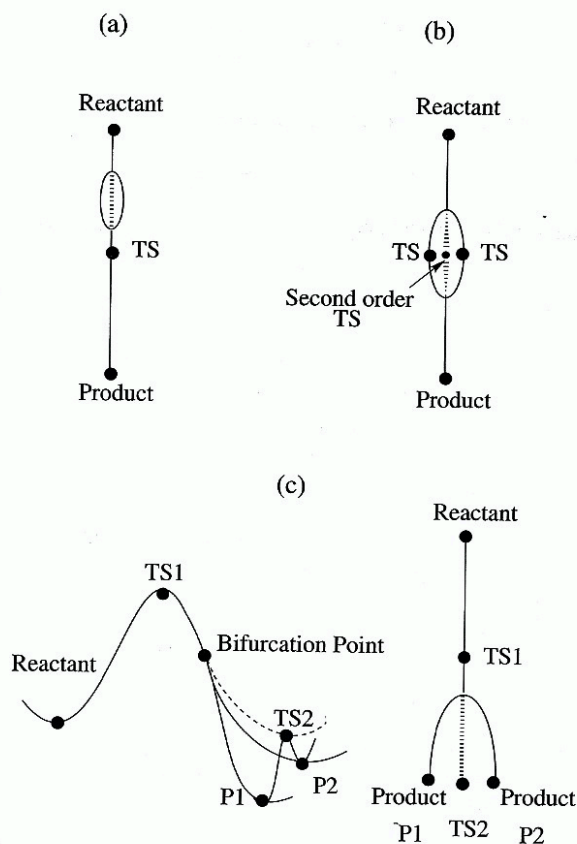 (a)
Reactant
TS
Product
(b)
Reactant
TS TS
Second order
TS
Product
(c)
TS1
Reactant
Bifurcation Point
TS2
P1
P2
Reactant
TS1
Product Product
P1 TS2 P2